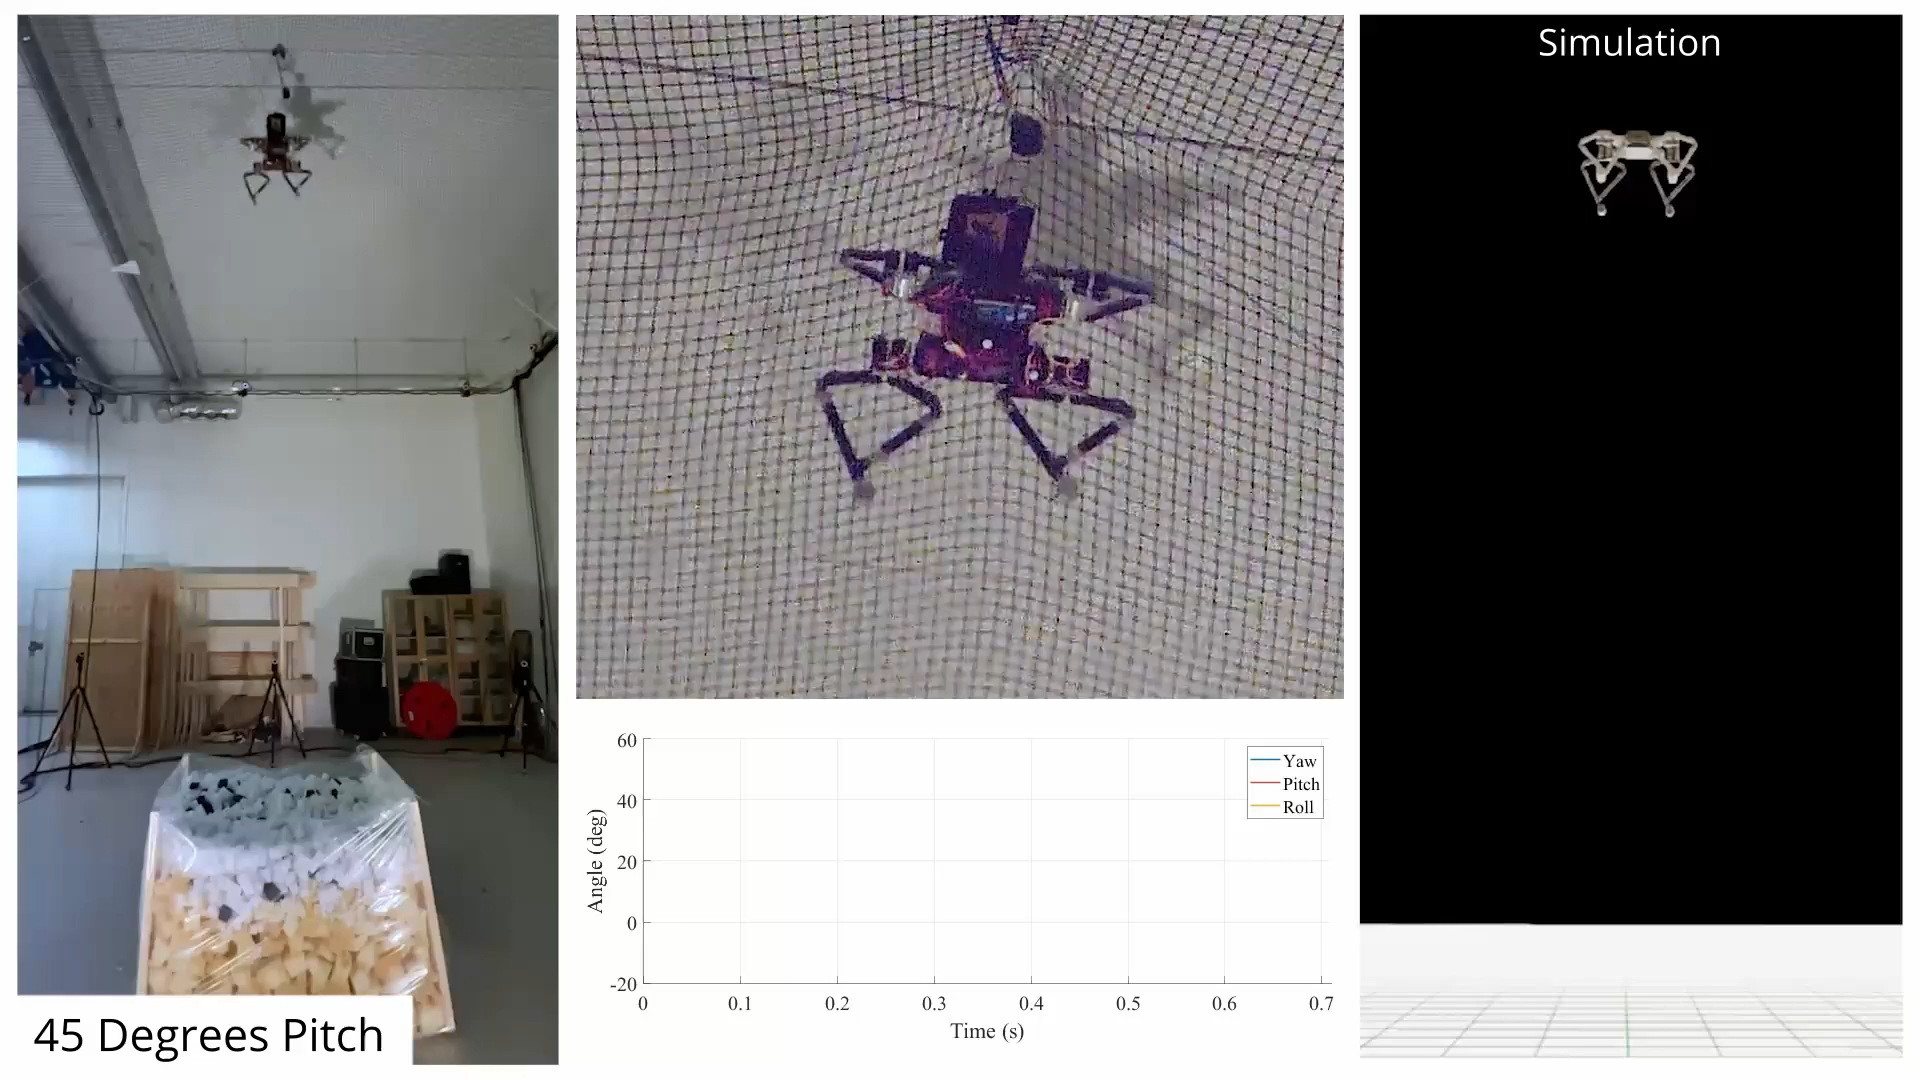 Simulation
45 Degrees Pitch
60
40
20
0
-20
Angle (deg)
0 0.1 0.2 0.3 0.4 0.5 0.6 0.7
Time (s)
Yaw
Pitch
Roll